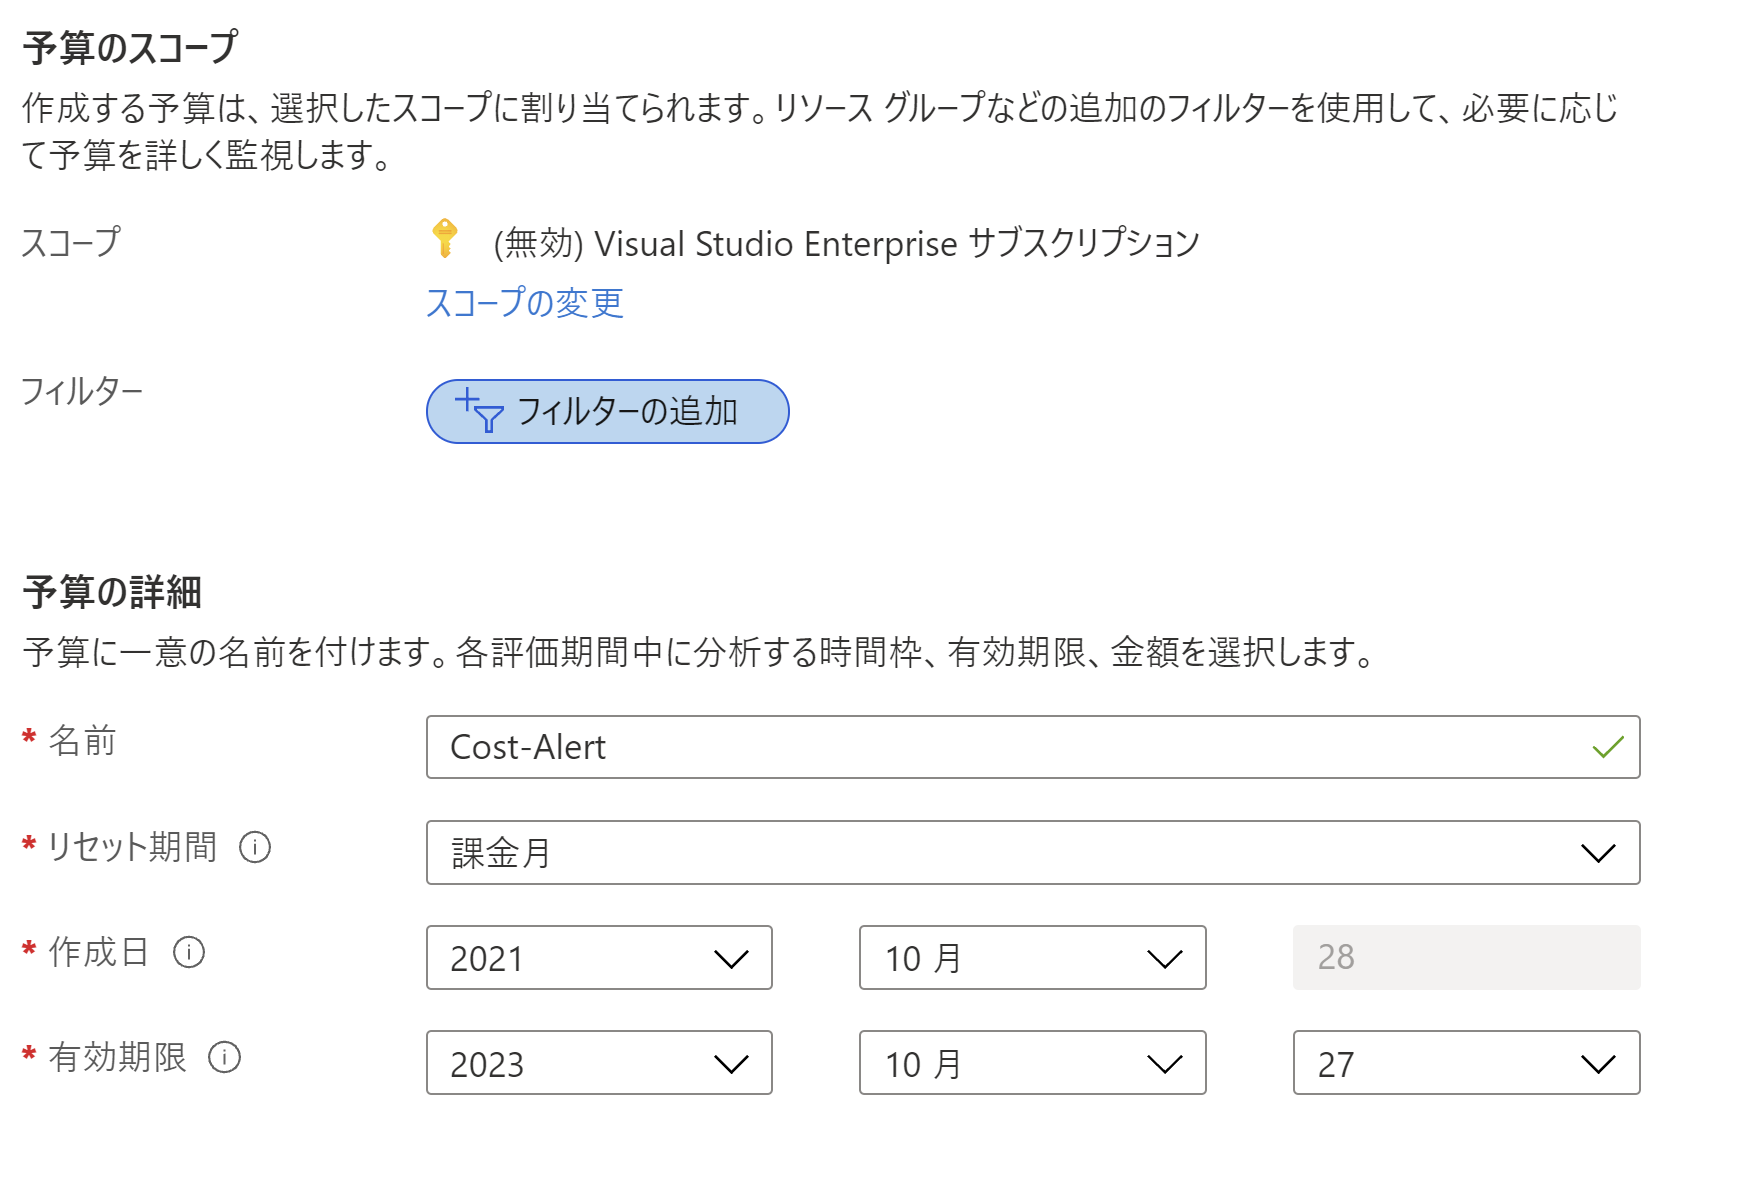 予算のスコープ
作成する予算は、選択したスコープに割り当てられます。リソース グループなどの追加のフィルターを使用して、必要に応じ
て予算を詳しく監視します。
スコープ
(無効) Visual Studio Enterprise サブスクリプション
スコープの変更
フィルター
フィルターの追加
予算の詳細
予算に一意の名前を付けます。各評価期間中に分析する時間枠、有効期限、金額を選択します。
* 名前
Cost-Alert
* リセット期間
課金月
* 作成日
2021 10 月 28
* 有効期限
2023 10 月 27